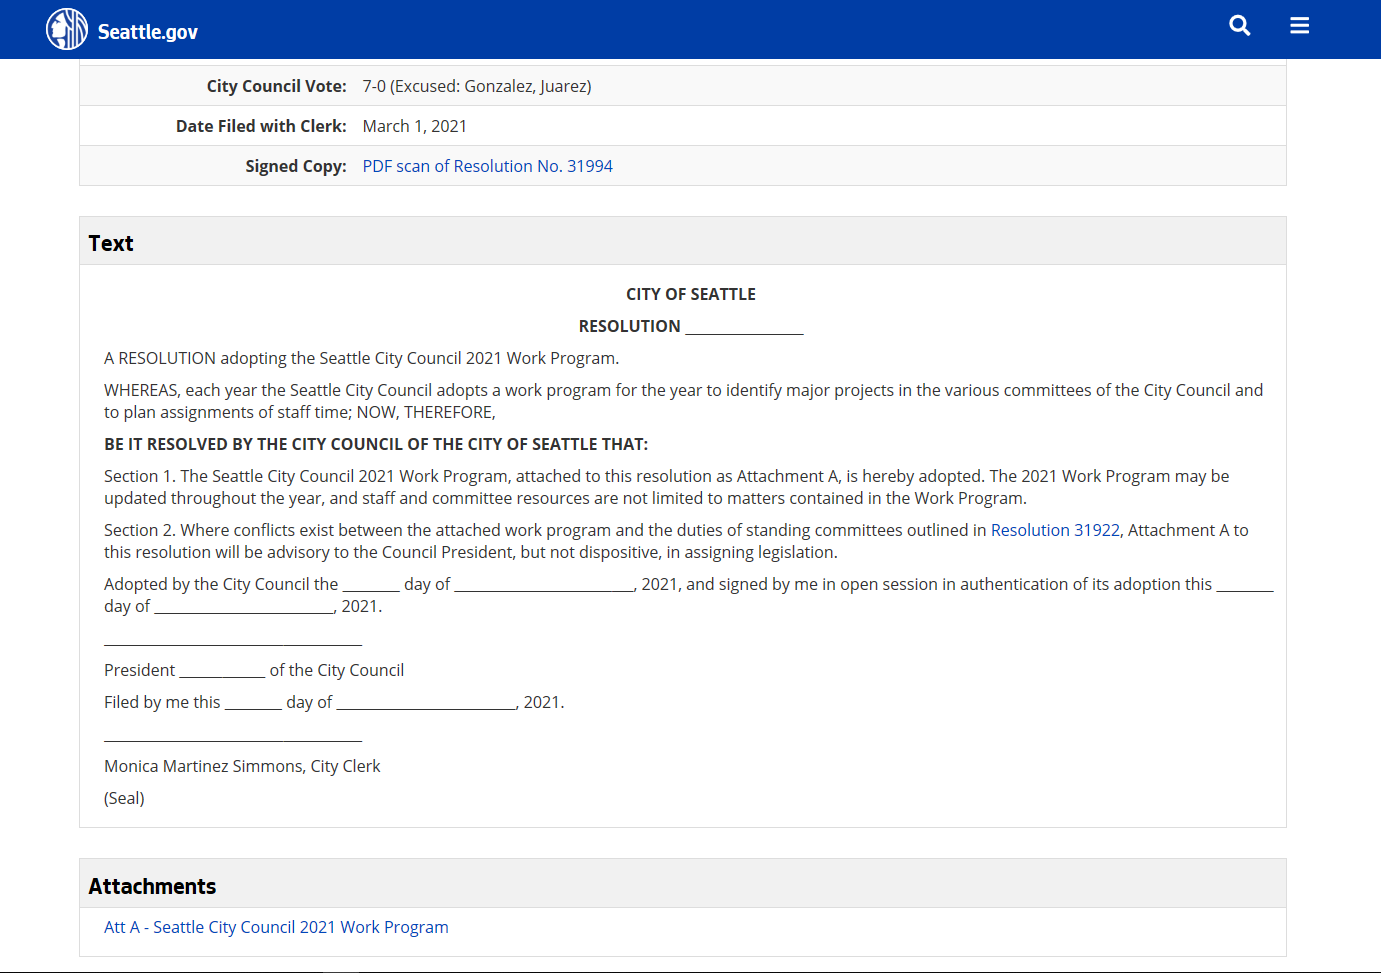 Seattle.gov
City Council Vote: 7-0 (Excused: Gonzalez, Juarez)
Date Filed with Clerk: March 1, 2021
Signed Copy: PDF scan of Resolution No. 31994
Text
CITY OF SEATTLE
RESOLUTION ________________
A RESOLUTION adopting the Seattle City Council 2021 Work Program.
WHEREAS, each year the Seattle City Council adopts a work program for the year to identify major projects in the various committees of the City Council and
to plan assignments of staff time; NOW, THEREFORE,
BE IT RESOLVED BY THE CITY COUNCIL OF THE CITY OF SEATTLE THAT:
Section 1. The Seattle City Council 2021 Work Program, attached to this resolution as Attachment A, is hereby adopted. The 2021 Work Program may be
updated throughout the year, and staff and committee resources are not limited to matters contained in the Work Program.
Section 2. Where conflicts exist between the attached work program and the duties of standing committees outlined in Resolution 31922, Attachment A to
this resolution will be advisory to the Council President, but not dispositive, in assigning legislation.
Adopted by the City Council the ________ day of _________________________, 2021, and signed by me in open session in authentication of its adoption this ________
day of _________________________, 2021.
____________________________________
President ____________ of the City Council
Filed by me this ________ day of _________________________, 2021.
____________________________________
Monica Martinez Simmons, City Clerk
(Seal)
Attachments
Att A - Seattle City Council 2021 Work Program